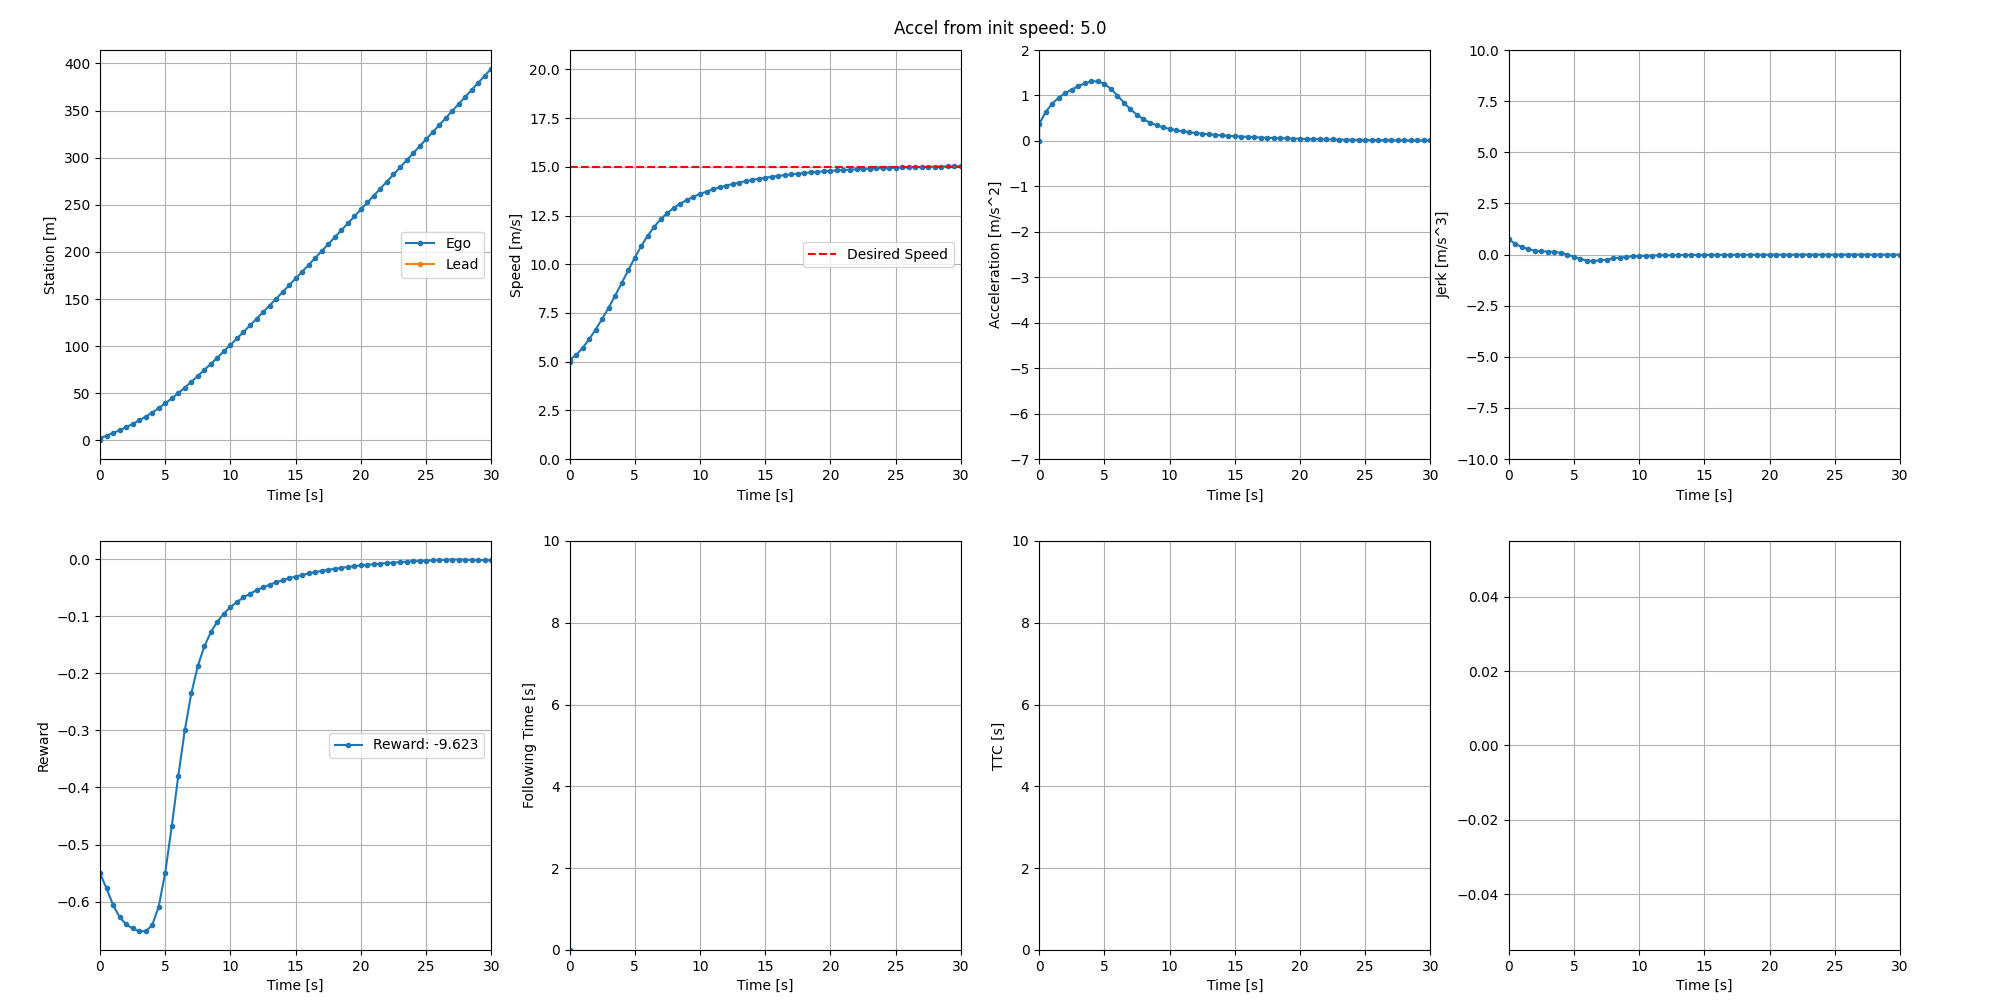 Accel from init speed: 5.0
400
350
300
250
200
150
100
50
0
Station [m]
Ego
Lead
0 5 10 15 20 25 30
Time [s]
20.0
17.5
15.0
12.5
10.0
7.5
5.0
2.5
0.0
Speed [m/s]
Desired Speed
0 5 10 15 20 25 30
Time [s]
2
1
0
−1
−2
−3
−4
−5
−6
−7
Acceleration [m/s^2]
0 5 10 15 20 25 30
Time [s]
10.0
7.5
5.0
2.5
0.0
−2.5
−5.0
−7.5
−10.0
Jerk [m/s^3]
0 5 10 15 20 25 30
Time [s]
0.0
−0.1
−0.2
−0.3
−0.4
−0.5
−0.6
Reward
Reward: -9.623
0 5 10 15 20 25 30
Time [s]
10
8
6
4
2
0
Following Time [s]
0 5 10 15 20 25 30
Time [s]
10
8
6
4
2
0
TTC [s]
0 5 10 15 20 25 30
Time [s]
0.04
0.02
0.00
−0.02
−0.04
0 5 10 15 20 25 30
Time [s]